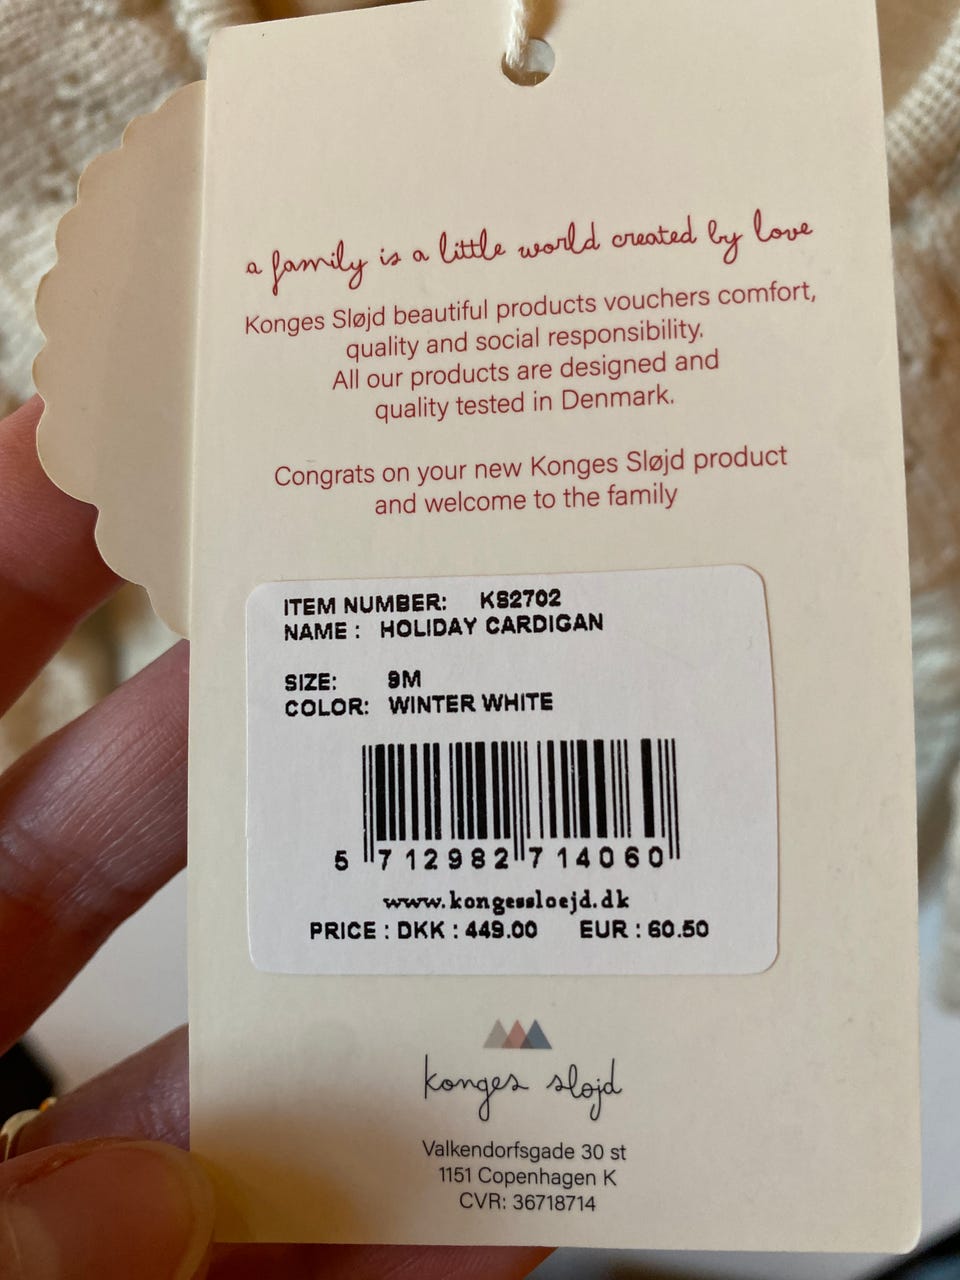 a family is a little world created by love
Konges Sløjd beautiful products vouchers comfort,
quality and social responsibility.
All our products are designed and
quality tested in Denmark.
Congrats on your new Konges Sløjd product
and welcome to the family
ITEM NUMBER: KS2702
NAME : HOLIDAY CARDIGAN
SIZE: 9M
COLOR: WINTER WHITE
5 712982 714060
www.kongessloejd.dk
PRICE : DKK : 449.00 EUR : 60.50
konges sløjd
Valkendorfsgade 30 st
1151 Copenhagen K
CVR: 36718714